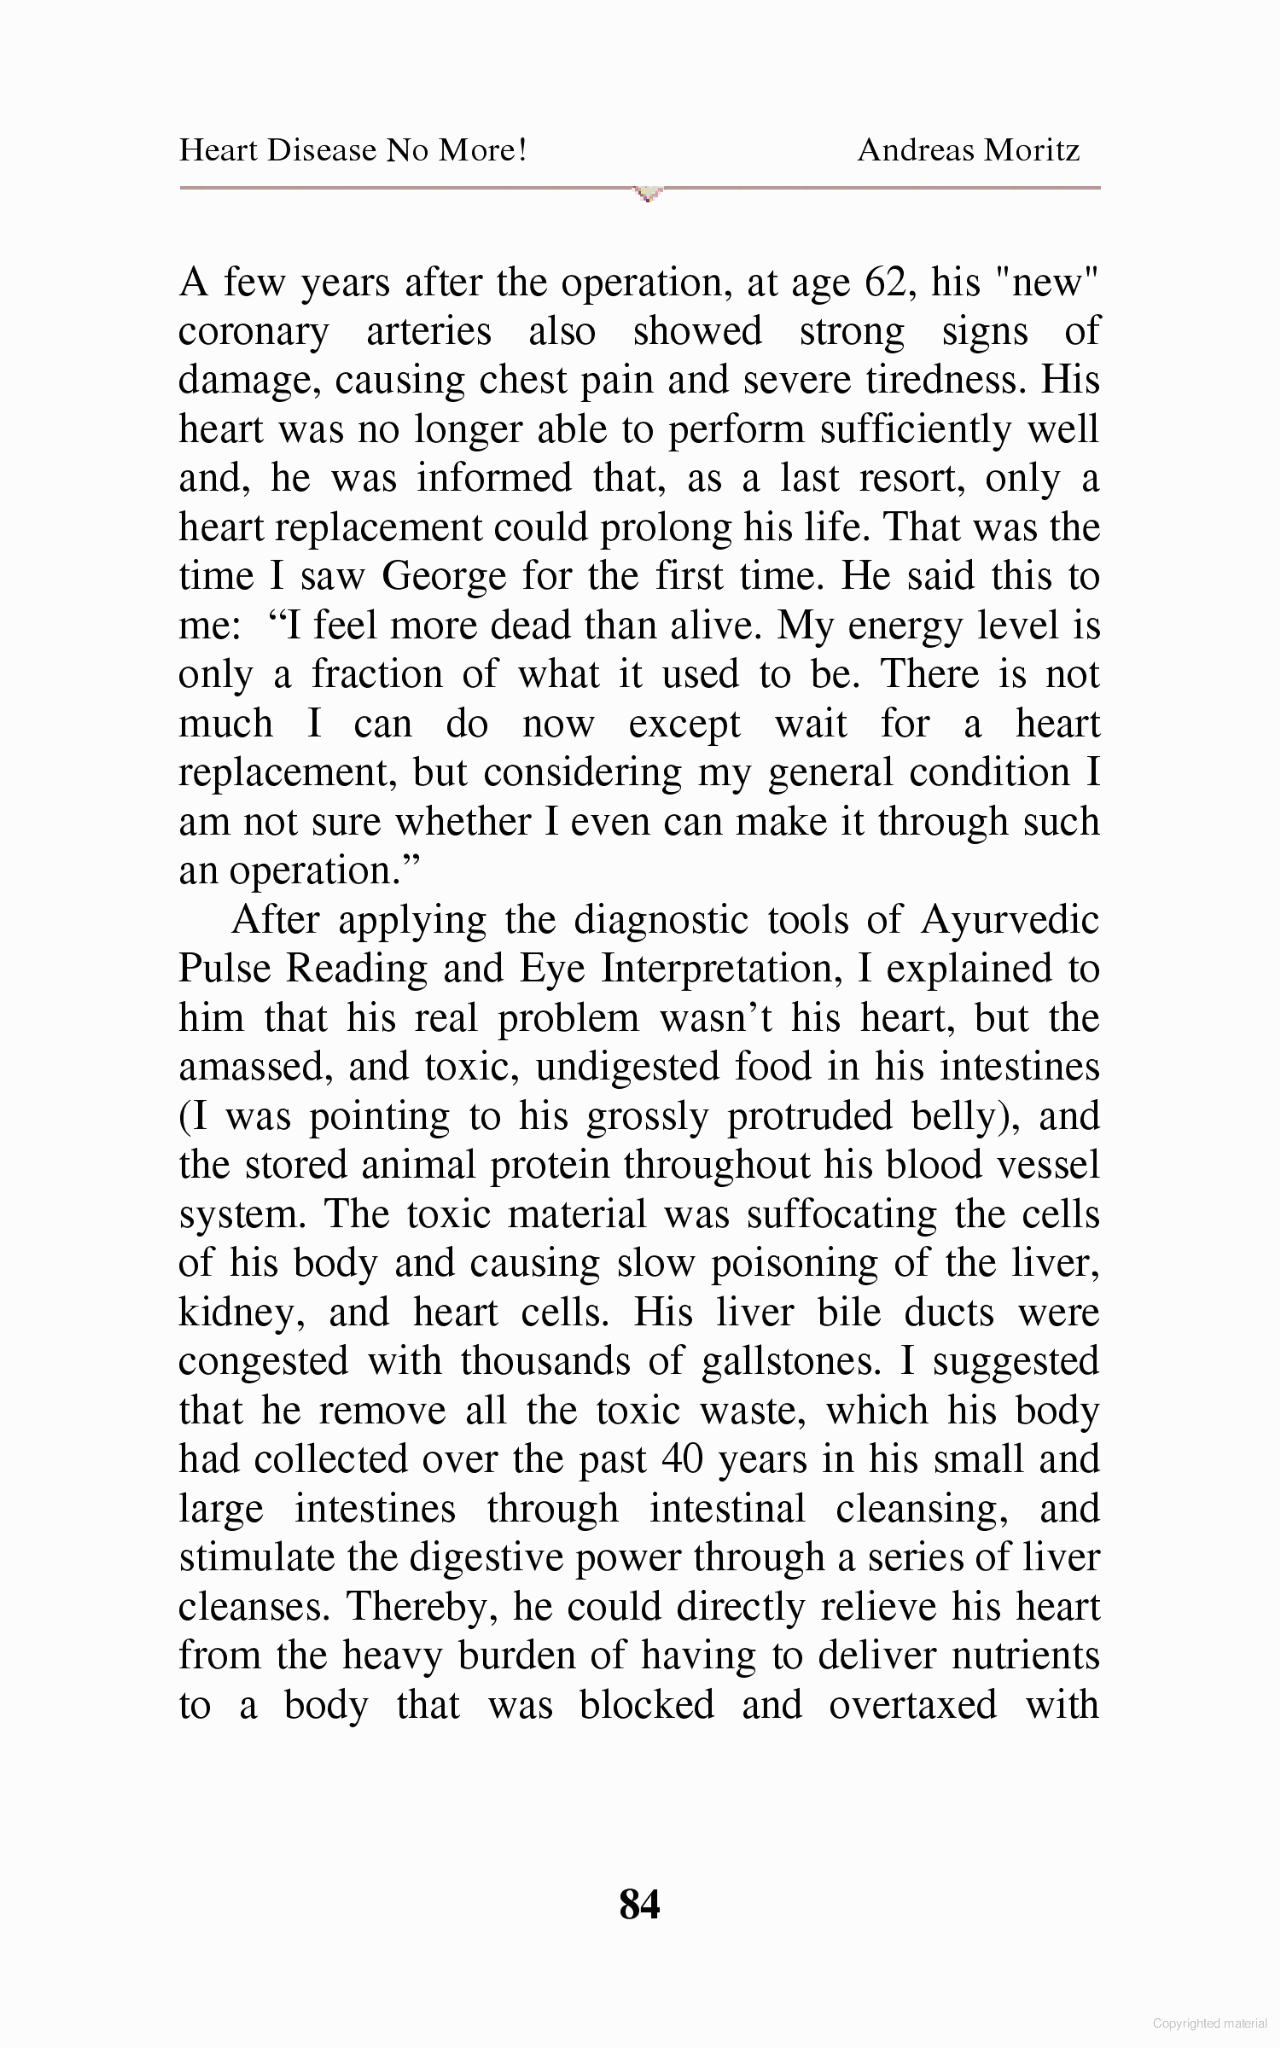 Heart Disease No More! Andreas Moritz
A few years after the operation, at age 62, his "new"
coronary arteries also showed strong signs of
damage, causing chest pain and severe tiredness. His
heart was no longer able to perform sufficiently well
and, he was informed that, as a last resort, only a
heart replacement could prolong his life. That was the
time I saw George for the first time. He said this to
me:  “I feel more dead than alive. My energy level is
only a fraction of what it used to be. There is not
much I can do now except wait for a heart
replacement, but considering my general condition I
am not sure whether I even can make it through such
an operation.”
After applying the diagnostic tools of Ayurvedic
Pulse Reading and Eye Interpretation, I explained to
him that his real problem wasn’t his heart, but the
amassed, and toxic, undigested food in his intestines
(I was pointing to his grossly protruded belly), and
the stored animal protein throughout his blood vessel
system. The toxic material was suffocating the cells
of his body and causing slow poisoning of the liver,
kidney, and heart cells. His liver bile ducts were
congested with thousands of gallstones. I suggested
that he remove all the toxic waste, which his body
had collected over the past 40 years in his small and
large intestines through intestinal cleansing, and
stimulate the digestive power through a series of liver
cleanses. Thereby, he could directly relieve his heart
from the heavy burden of having to deliver nutrients
to a body that was blocked and overtaxed with
84
Copyrighted material